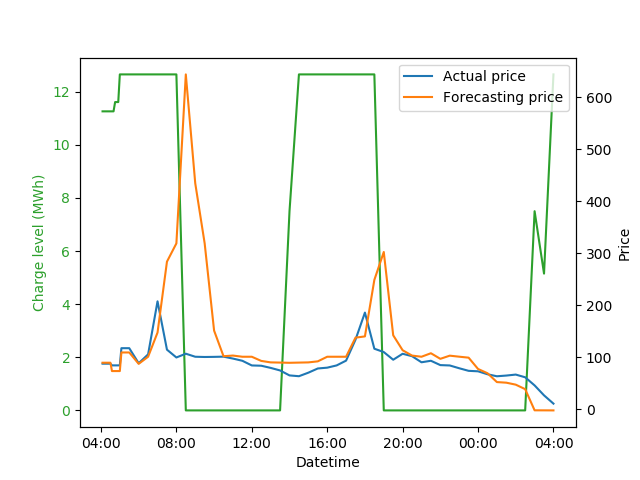 Actual price
Forecasting price
12
10
8
6
4
2
0
Charge level (MWh)
600
500
400
300
200
100
0
Price
04:00 08:00 12:00 16:00 20:00 00:00 04:00
Datetime